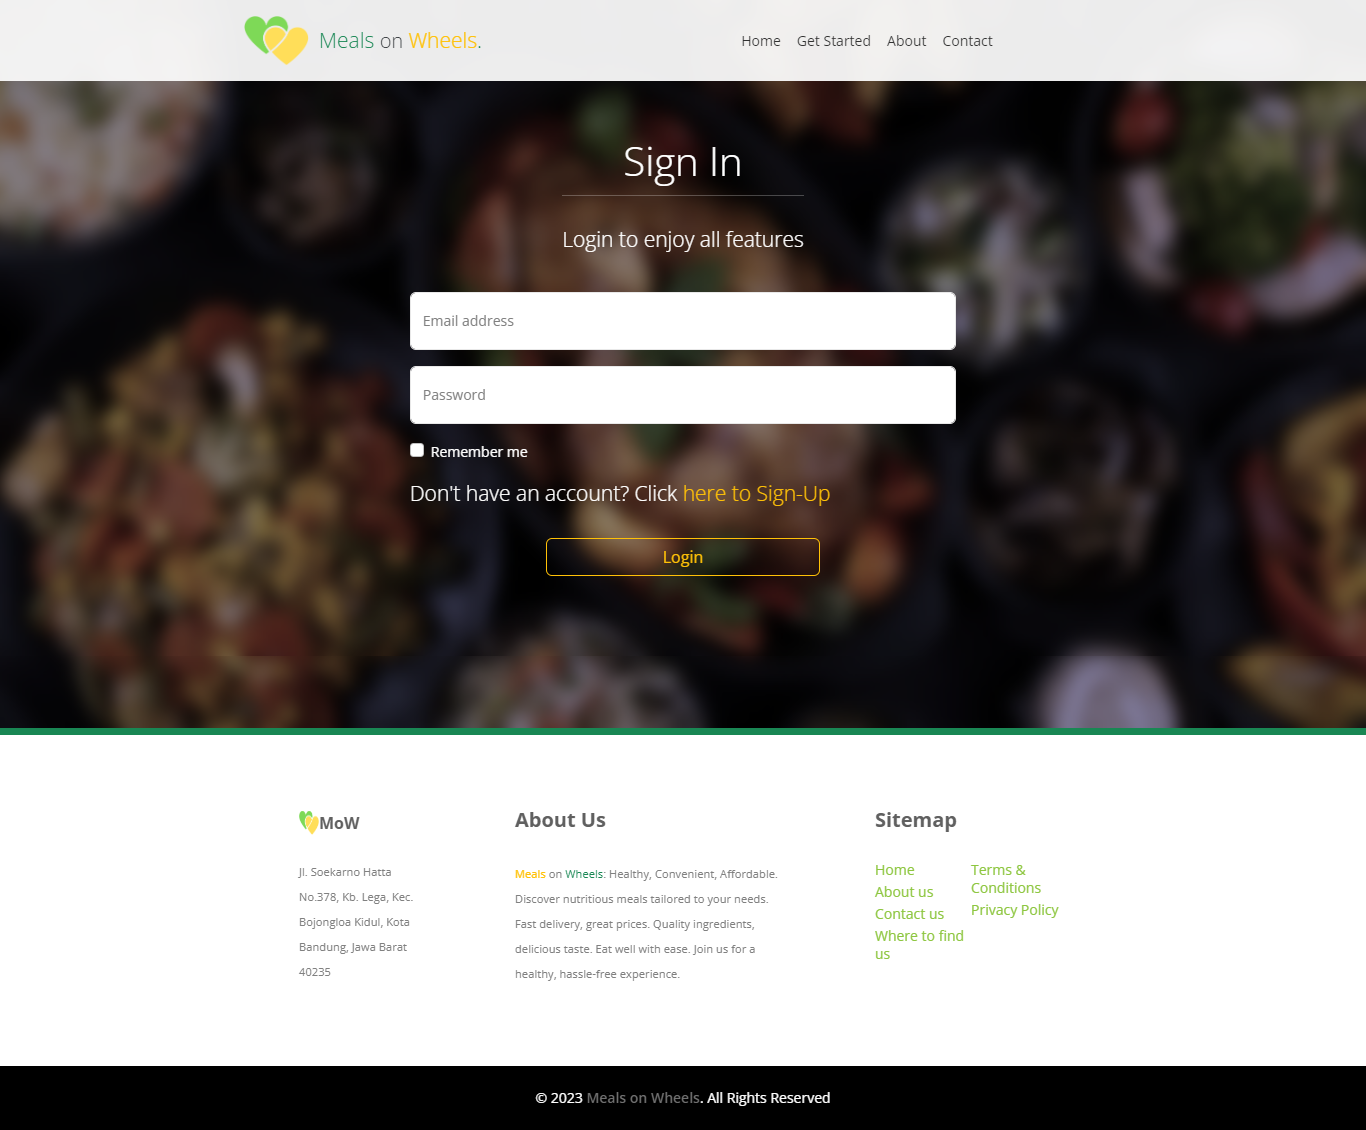 Meals on Wheels.
Home Get Started About Contact
Sign In
Login to enjoy all features
Email address
Password
Remember me
Don't have an account? Click here to Sign-Up
Login
MoW
Jl. Soekarno Hatta
No.378, Kb. Lega, Kec.
Bojongloa Kidul, Kota
Bandung, Jawa Barat
40235
About Us
Meals on Wheels: Healthy, Convenient, Affordable.
Discover nutritious meals tailored to your needs.
Fast delivery, great prices. Quality ingredients,
delicious taste. Eat well with ease. Join us for a
healthy, hassle-free experience.
Sitemap
Home
About us
Contact us
Where to find
us
Terms &
Conditions
Privacy Policy
© 2023 Meals on Wheels. All Rights Reserved